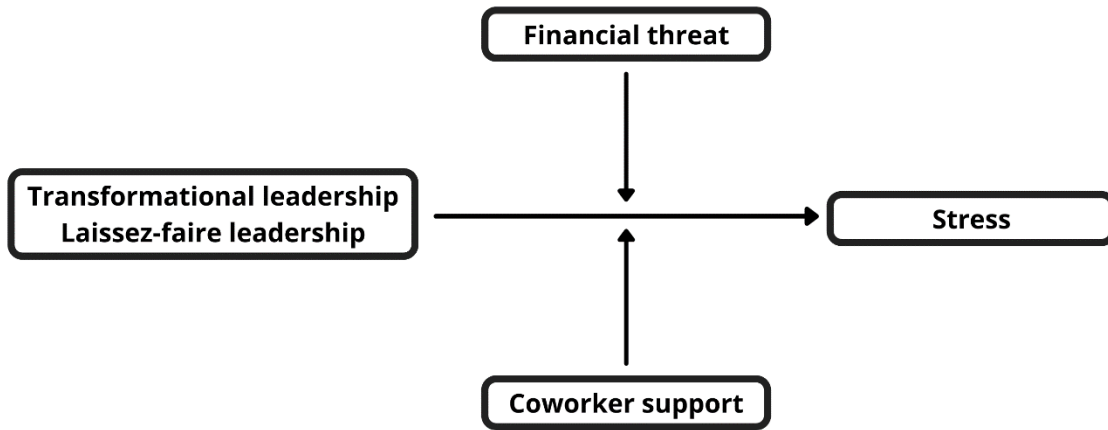 Financial threat
Transformational leadership
Laissez-faire leadership
Stress
Coworker support